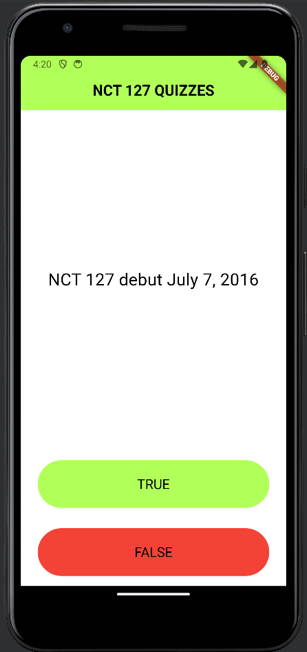 4:20
DEBUG
NCT 127 QUIZZES
NCT 127 debut July 7, 2016
TRUE
FALSE